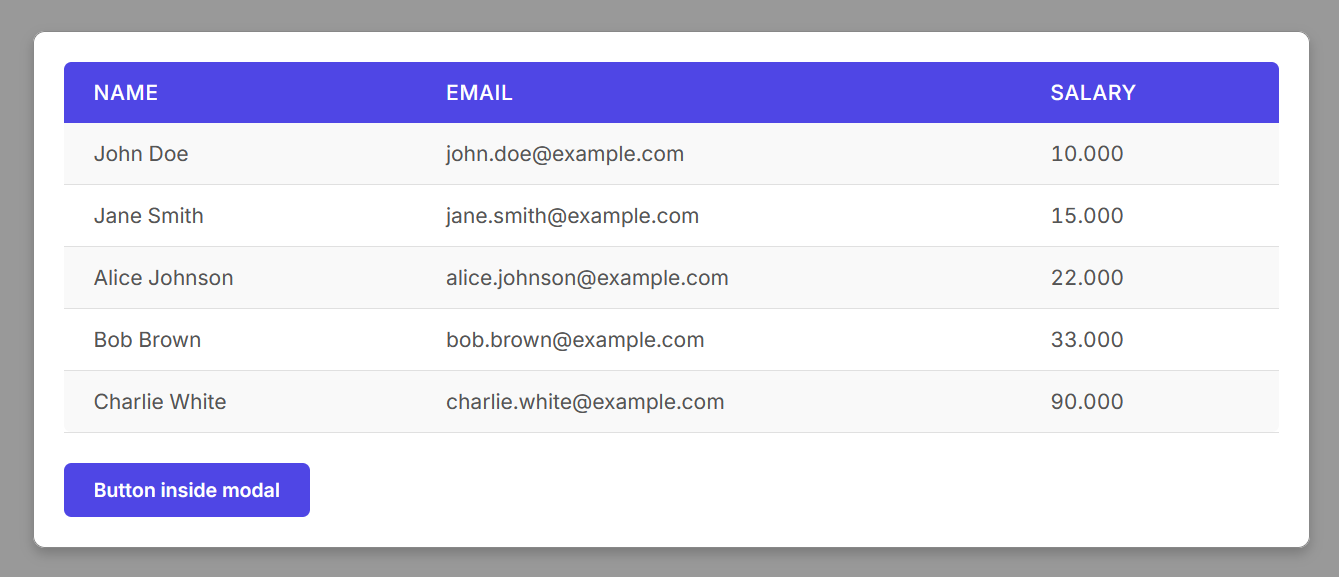 NAME EMAIL SALARY
John Doe john.doe@example.com 10.000
Jane Smith jane.smith@example.com 15.000
Alice Johnson alice.johnson@example.com 22.000
Bob Brown bob.brown@example.com 33.000
Charlie White charlie.white@example.com 90.000
Button inside modal